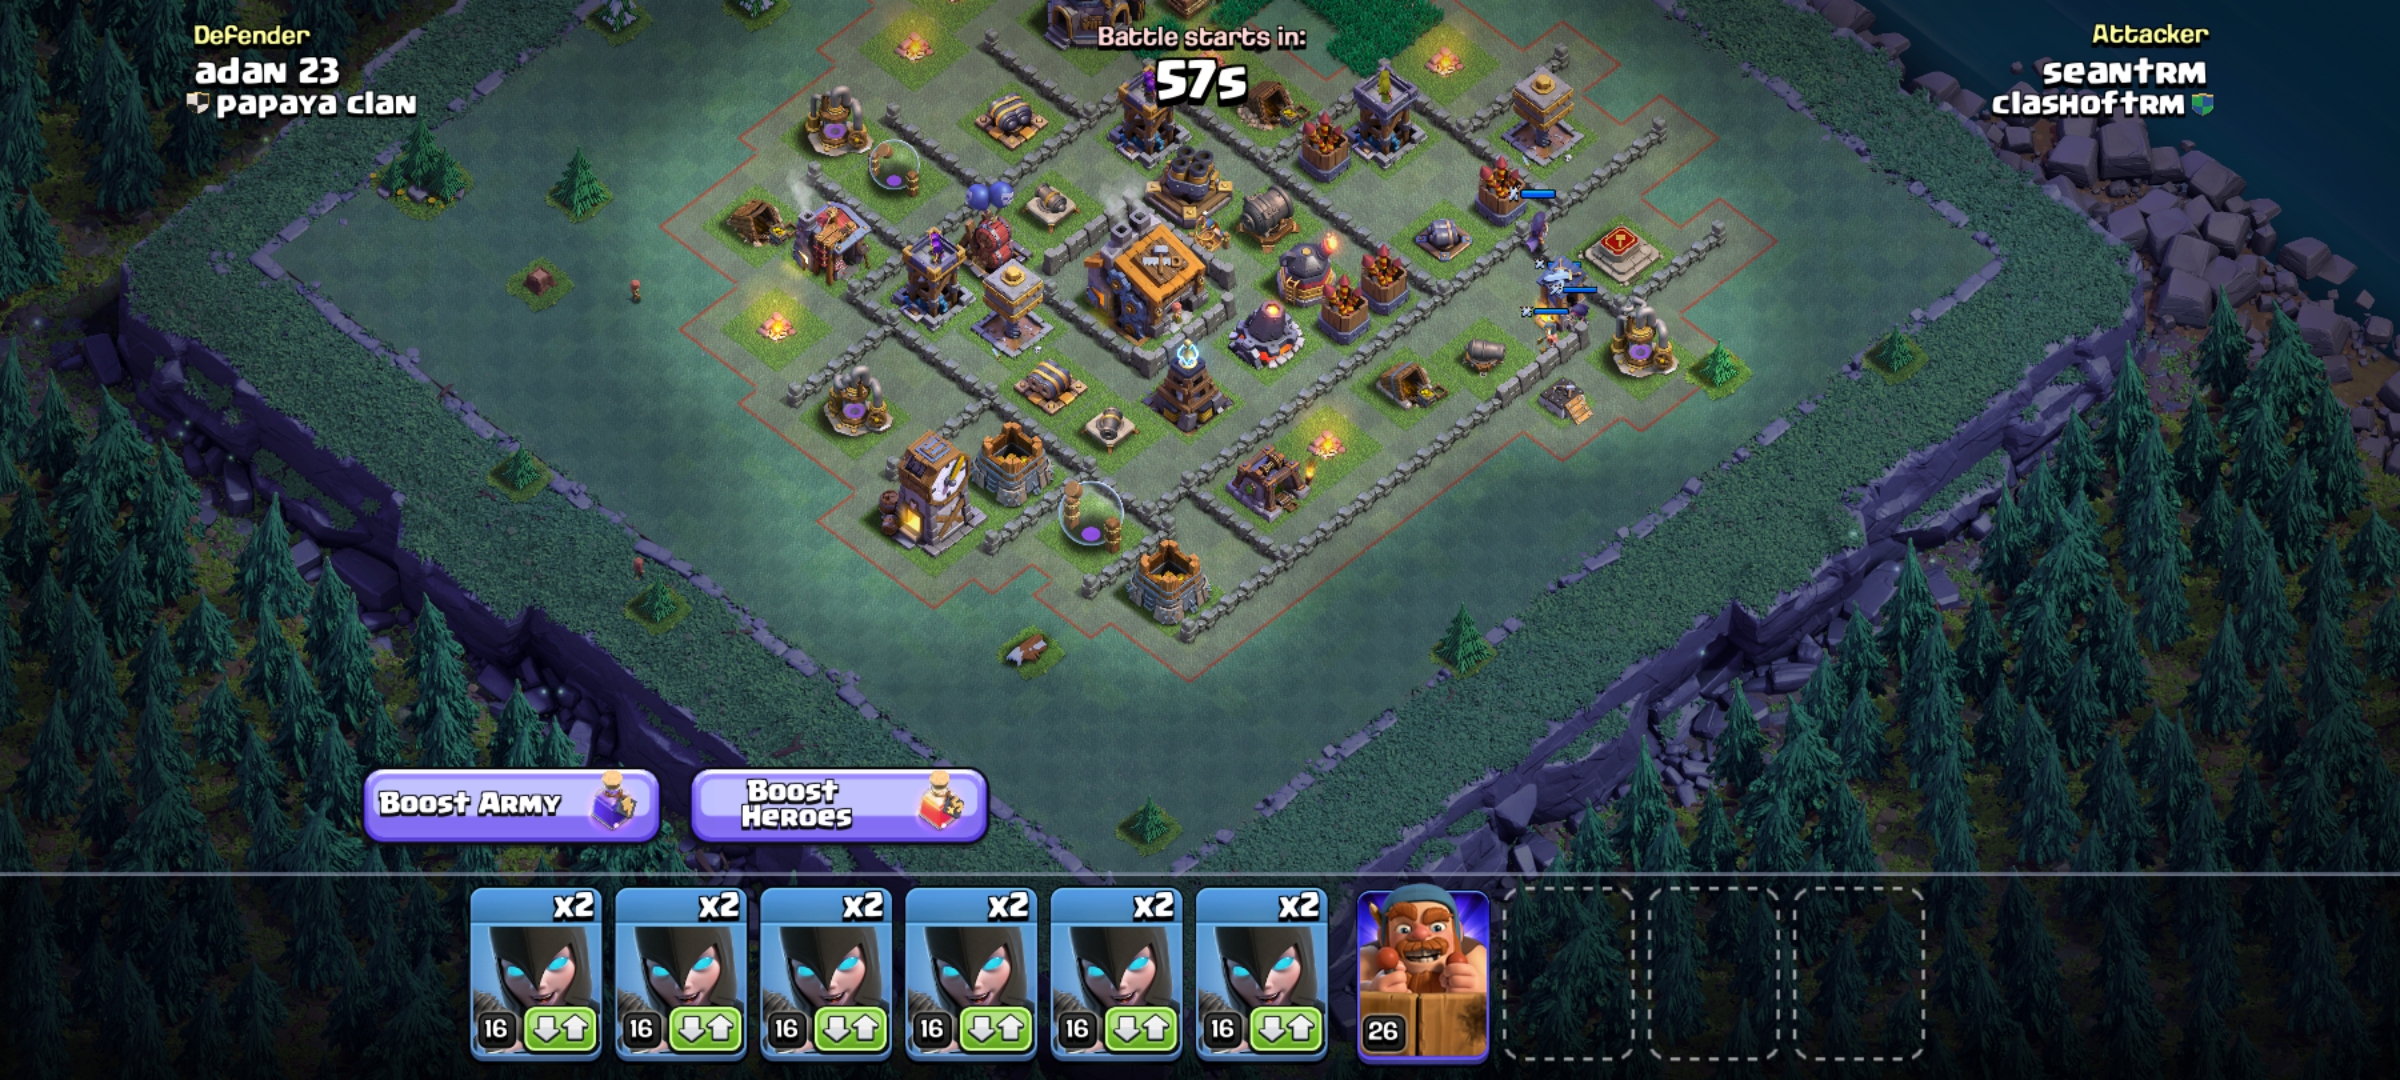 Defender
adan 23
papaya clan
Battle starts in:
57s
Attacker
seantRM
clashoftRM
Boost Army
Boost
Heroes
x2
x2
x2
x2
x2
x2
16
16
16
16
16
16
26